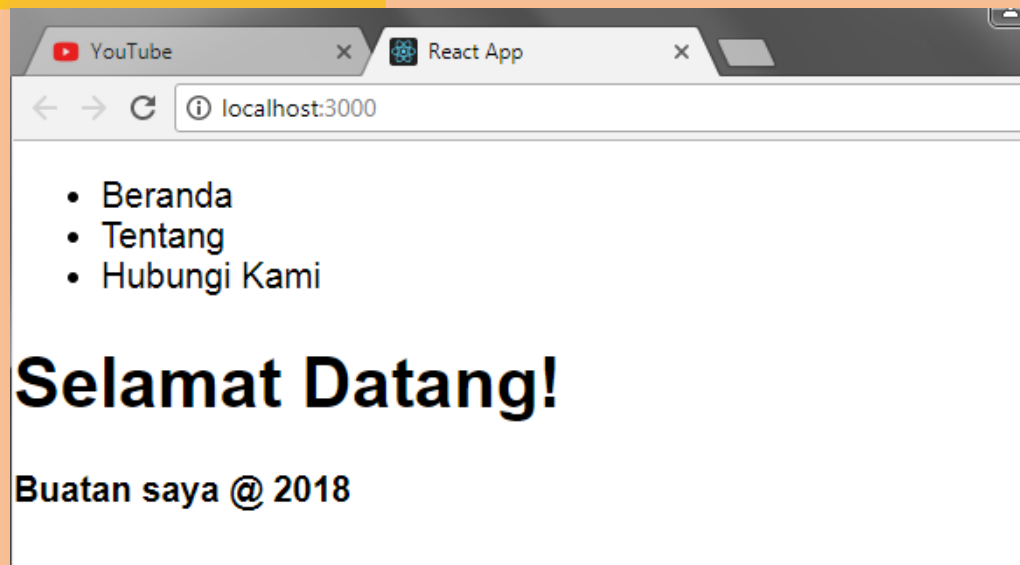 YouTube
React App
localhost:3000
Beranda
Tentang
Hubungi Kami
Selamat Datang!
Buatan saya @ 2018